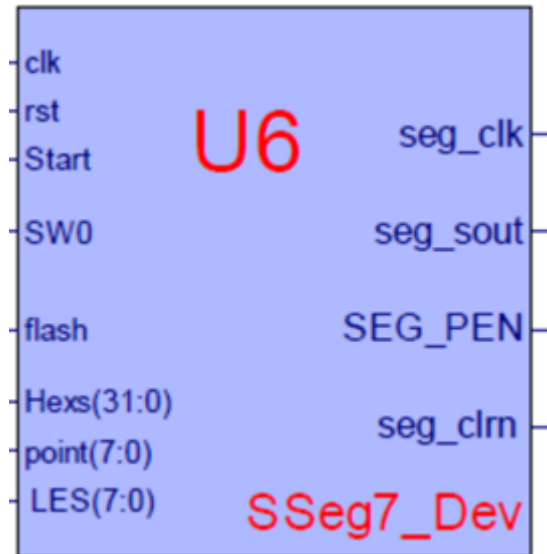 clk
rst
Start
SW0
flash
Hexs(31:0)
point(7:0)
LES(7:0)
U6
seg_clk
seg_sout
SEG_PEN
seg_clrn
SSeg7_Dev